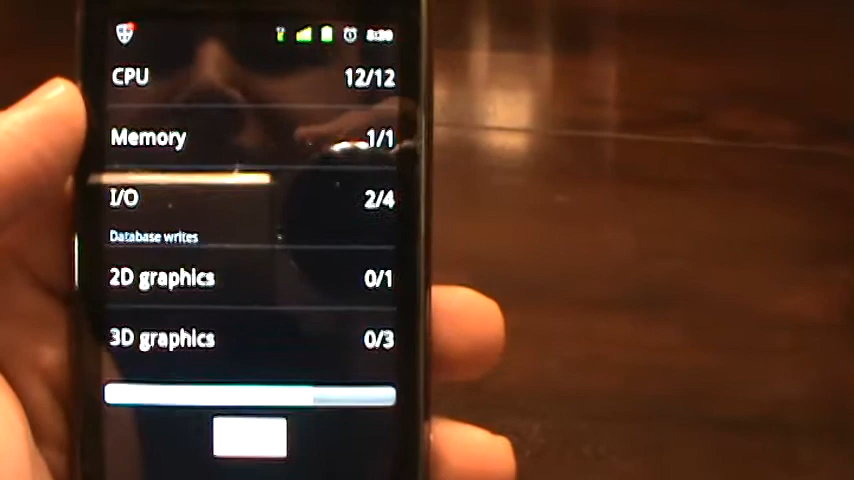 CPU 12/12
Memory 1/1
I/O 2/4
Database writes
2D graphics 0/1
3D graphics 0/3